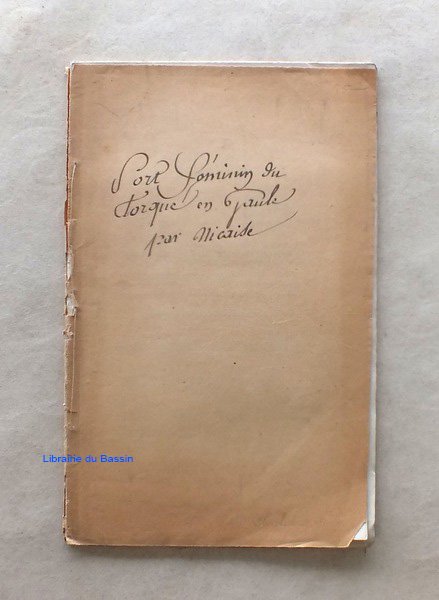 Port féminin du
torque en Gaule
par Nicaise
Librairie du Bassin